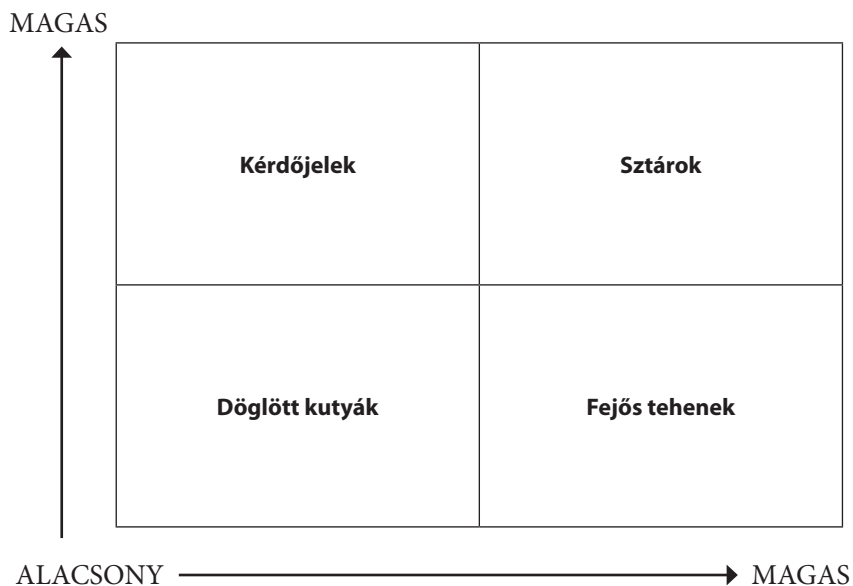 MAGAS
Kérdőjelek
Sztárok
Döglött kutyák
Fejős tehenek
ALACSONY
MAGAS